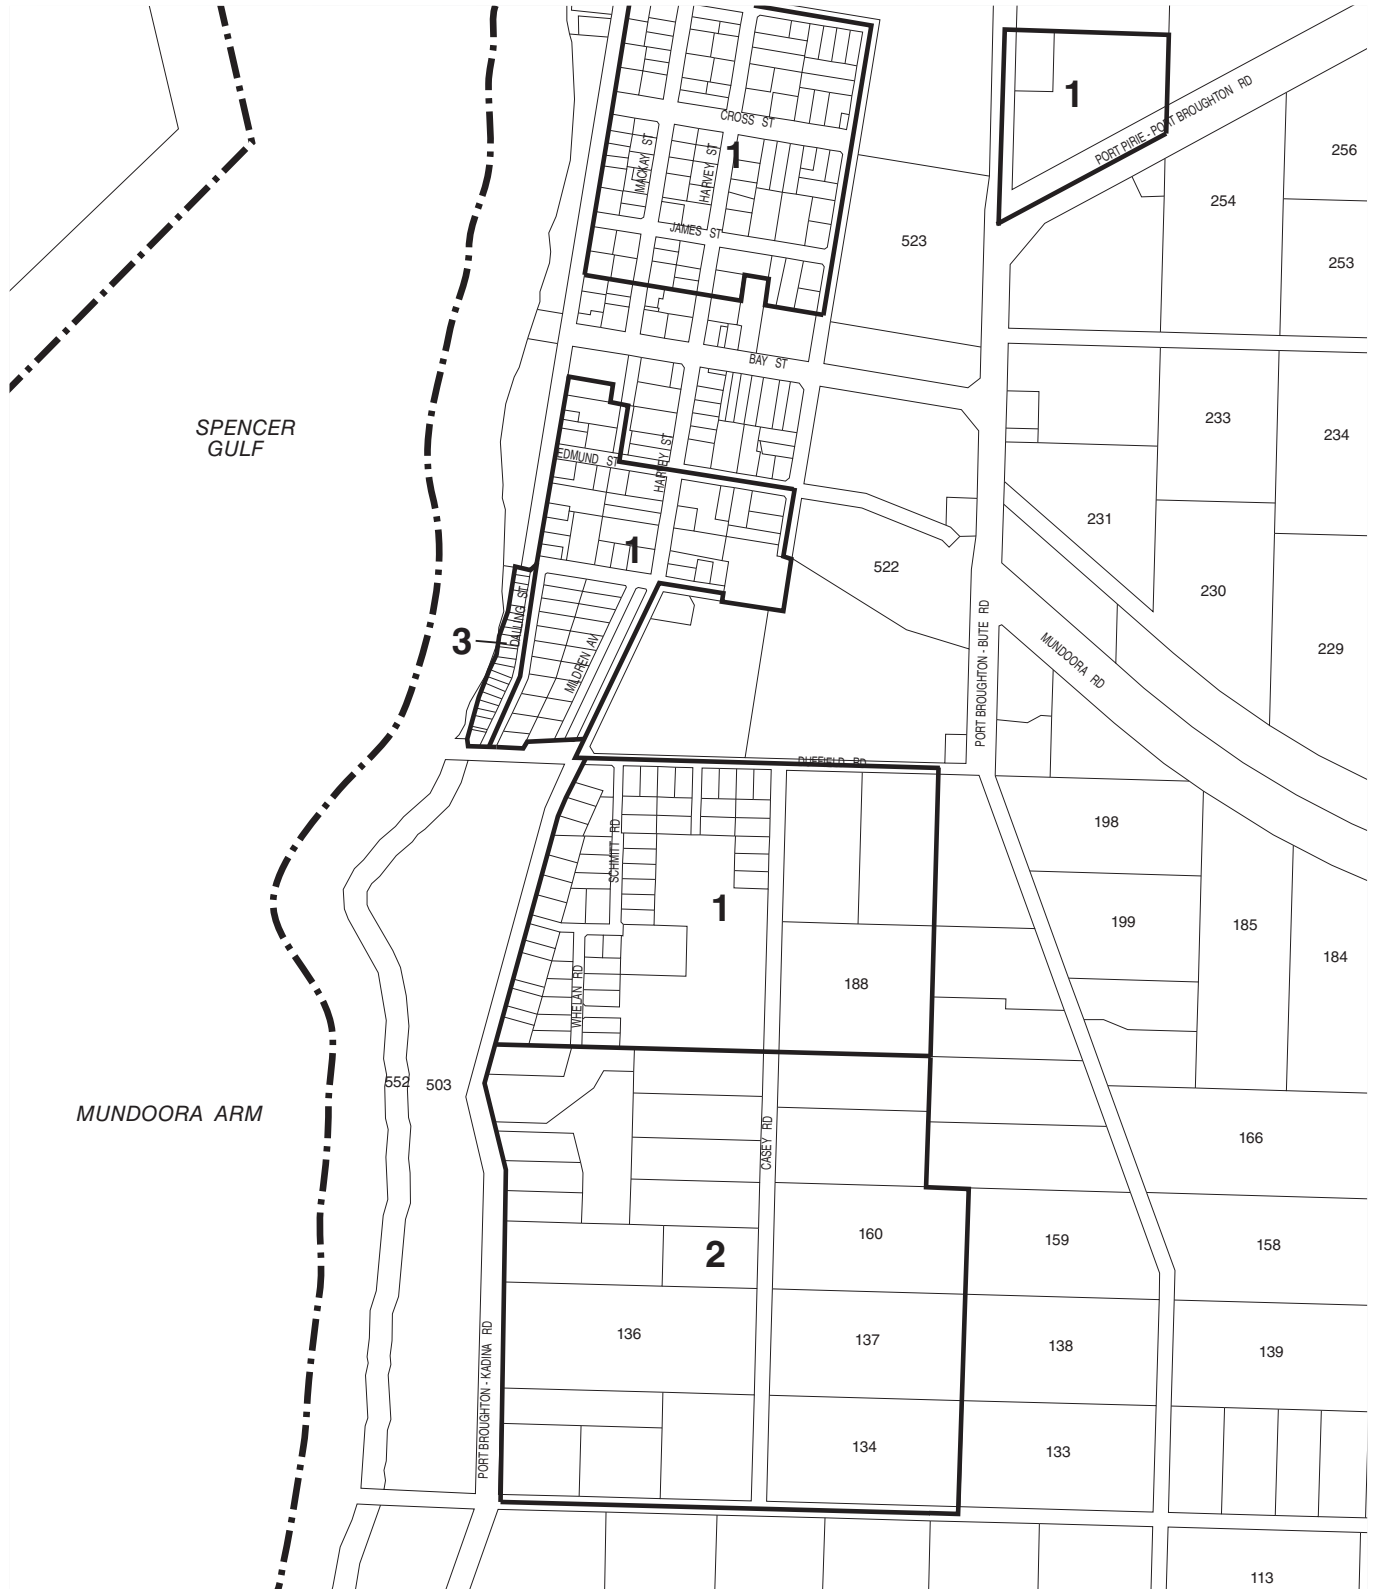 1
PORT PIRIE - PORT BROUGHTON RD
CROSS ST
MACKAY ST
HARVEY ST
1
256
254
JAMES ST
523
253
BAY ST
SPENCER
GULF
233
234
EDMUND ST
HARVEY ST
231
1
522
230
DALLING ST
3
MILDREN AV
PORT BROUGHTON - BUTE RD
MUNDOORA RD
229
DUFFIELD RD
198
SCHMITT RD
1
199
185
184
188
WHELAN RD
552
503
MUNDOORA ARM
CASEY RD
166
160
159
158
2
136
137
138
139
PORT BROUGHTON - KADINA RD
134
133
113